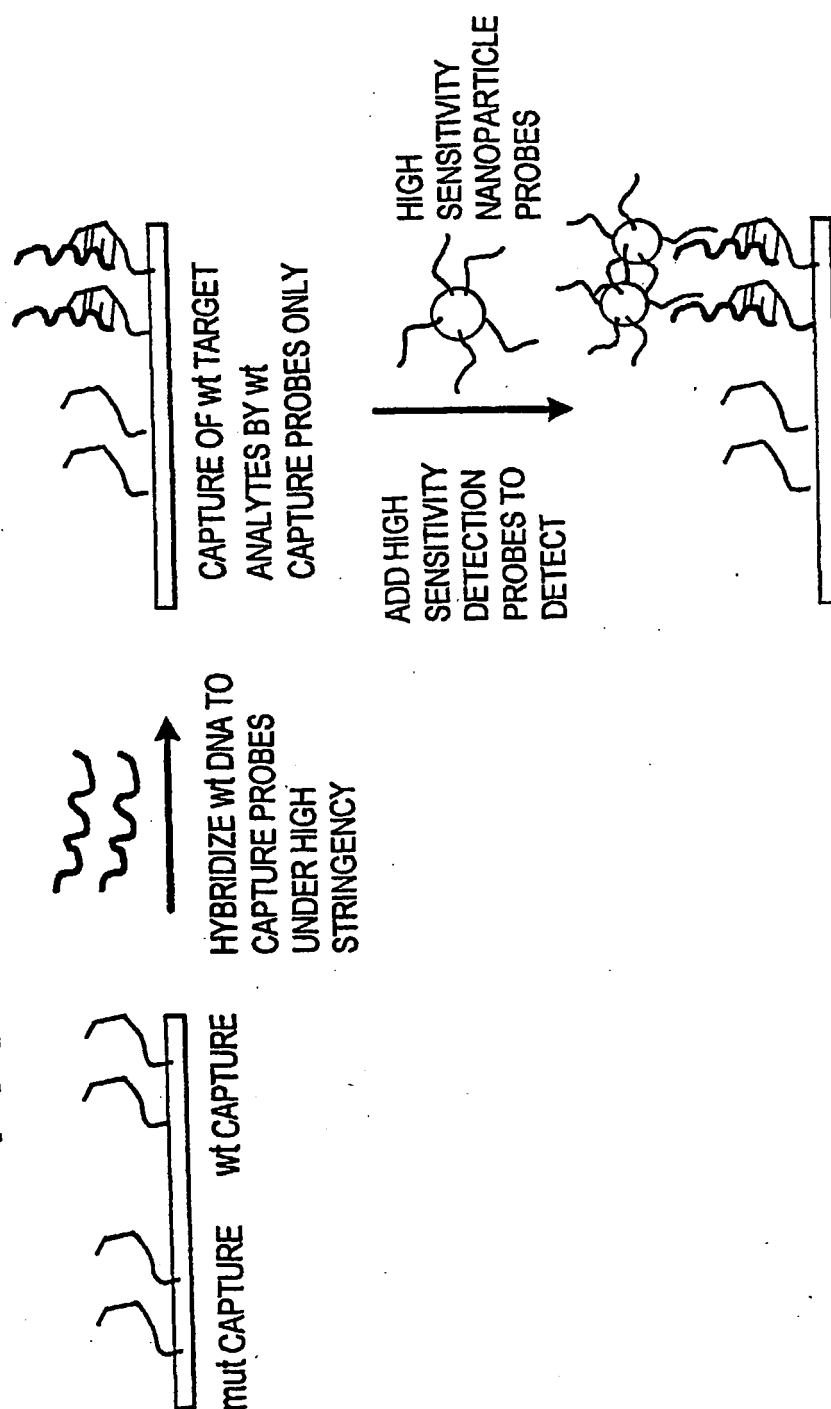 mut CAPTURE wt CAPTURE
HYBRIDIZE wt DNA TO
CAPTURE PROBES
UNDER HIGH
STRINGENCY
CAPTURE OF wt TARGET
ANALYTES BY wt
CAPTURE PROBES ONLY
ADD HIGH
SENSITIVITY
DETECTION
PROBES TO
DETECT
HIGH
SENSITIVITY
NANOPARTICLE
PROBES